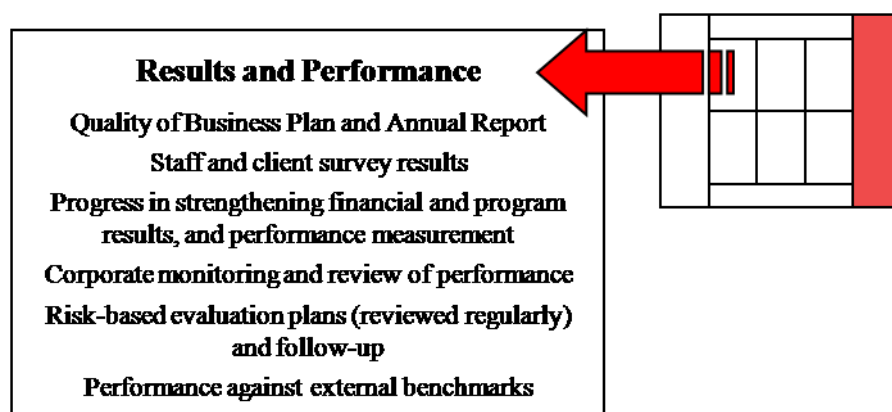 Results and Performance
Quality of Business Plan and Annual Report
Staff and client survey results
Progress in strengthening financial and program
results, and performance measurement
Corporate monitoring and review of performance
Risk-based evaluation plans (reviewed regularly)
and follow-up
Performance against external benchmarks